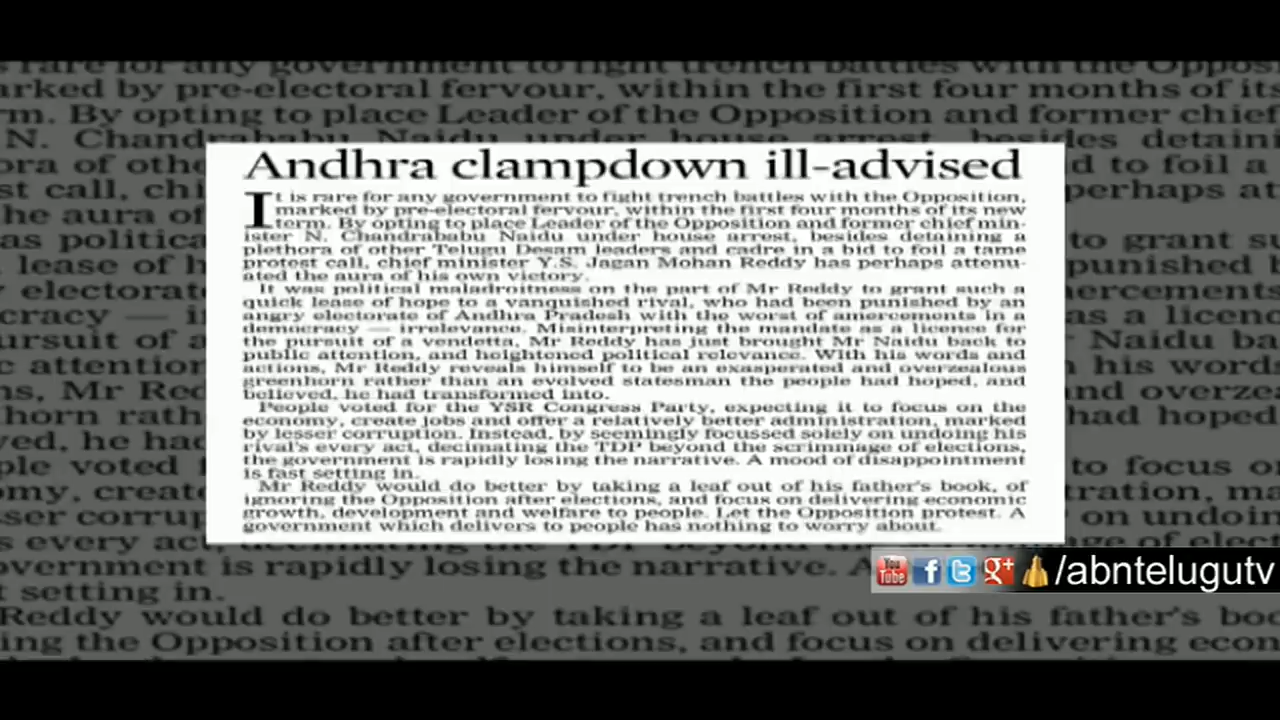 Andhra clampdown ill-advised
It is rare for any government to fight trench battles with the Opposition,
marked by pre-electoral fervour, within the first four months of its new
term. By opting to place Leader of the Opposition and former chief min-
ister N. Chandrababu Naidu under house arrest, besides detaining a
plethora of other Telugu Desam leaders and cadre in a bid to foil a tame
protest call, chief minister Y.S. Jagan Mohan Reddy has perhaps attenu-
ated the aura of his own victory.
It was political maladroitness on the part of Mr Reddy to grant such a
quick lease of hope to a vanquished rival, who had been punished by an
angry electorate of Andhra Pradesh with the worst of amercements in a
democracy — irrelevance. Misinterpreting the mandate as a licence for
the pursuit of a vendetta, Mr Reddy has just brought Mr Naidu back to
public attention, and heightened political relevance. With his words and
actions, Mr Reddy reveals himself to be an exasperated and overzealous
greenhorn rather than an evolved statesman the people had hoped, and
believed, he had transformed into.
People voted for the YSR Congress Party, expecting it to focus on the
economy, create jobs and offer a relatively better administration, marked
by lesser corruption. Instead, by seemingly focussed solely on undoing his
rival's every act, decimating the TDP beyond the scrimmage of elections,
the government is rapidly losing the narrative. A mood of disappointment
is fast setting in.
Mr Reddy would do better by taking a leaf out of his father's book, of
ignoring the Opposition after elections, and focus on delivering economic
growth, development and welfare to people. Let the Opposition protest. A
government which delivers to people has nothing to worry about.
You Tube f g+ /abntelugutv